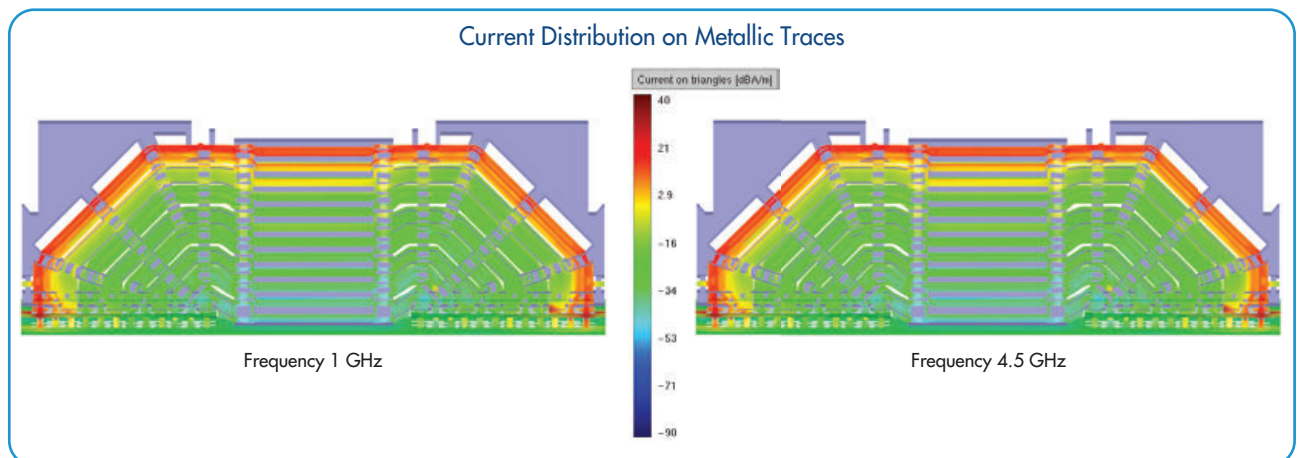 Current Distribution on Metallic Traces
Current on triangles [dBA/m]
40
21
2.9
-16
-34
-53
-71
-90
Frequency 1 GHz
Frequency 4.5 GHz